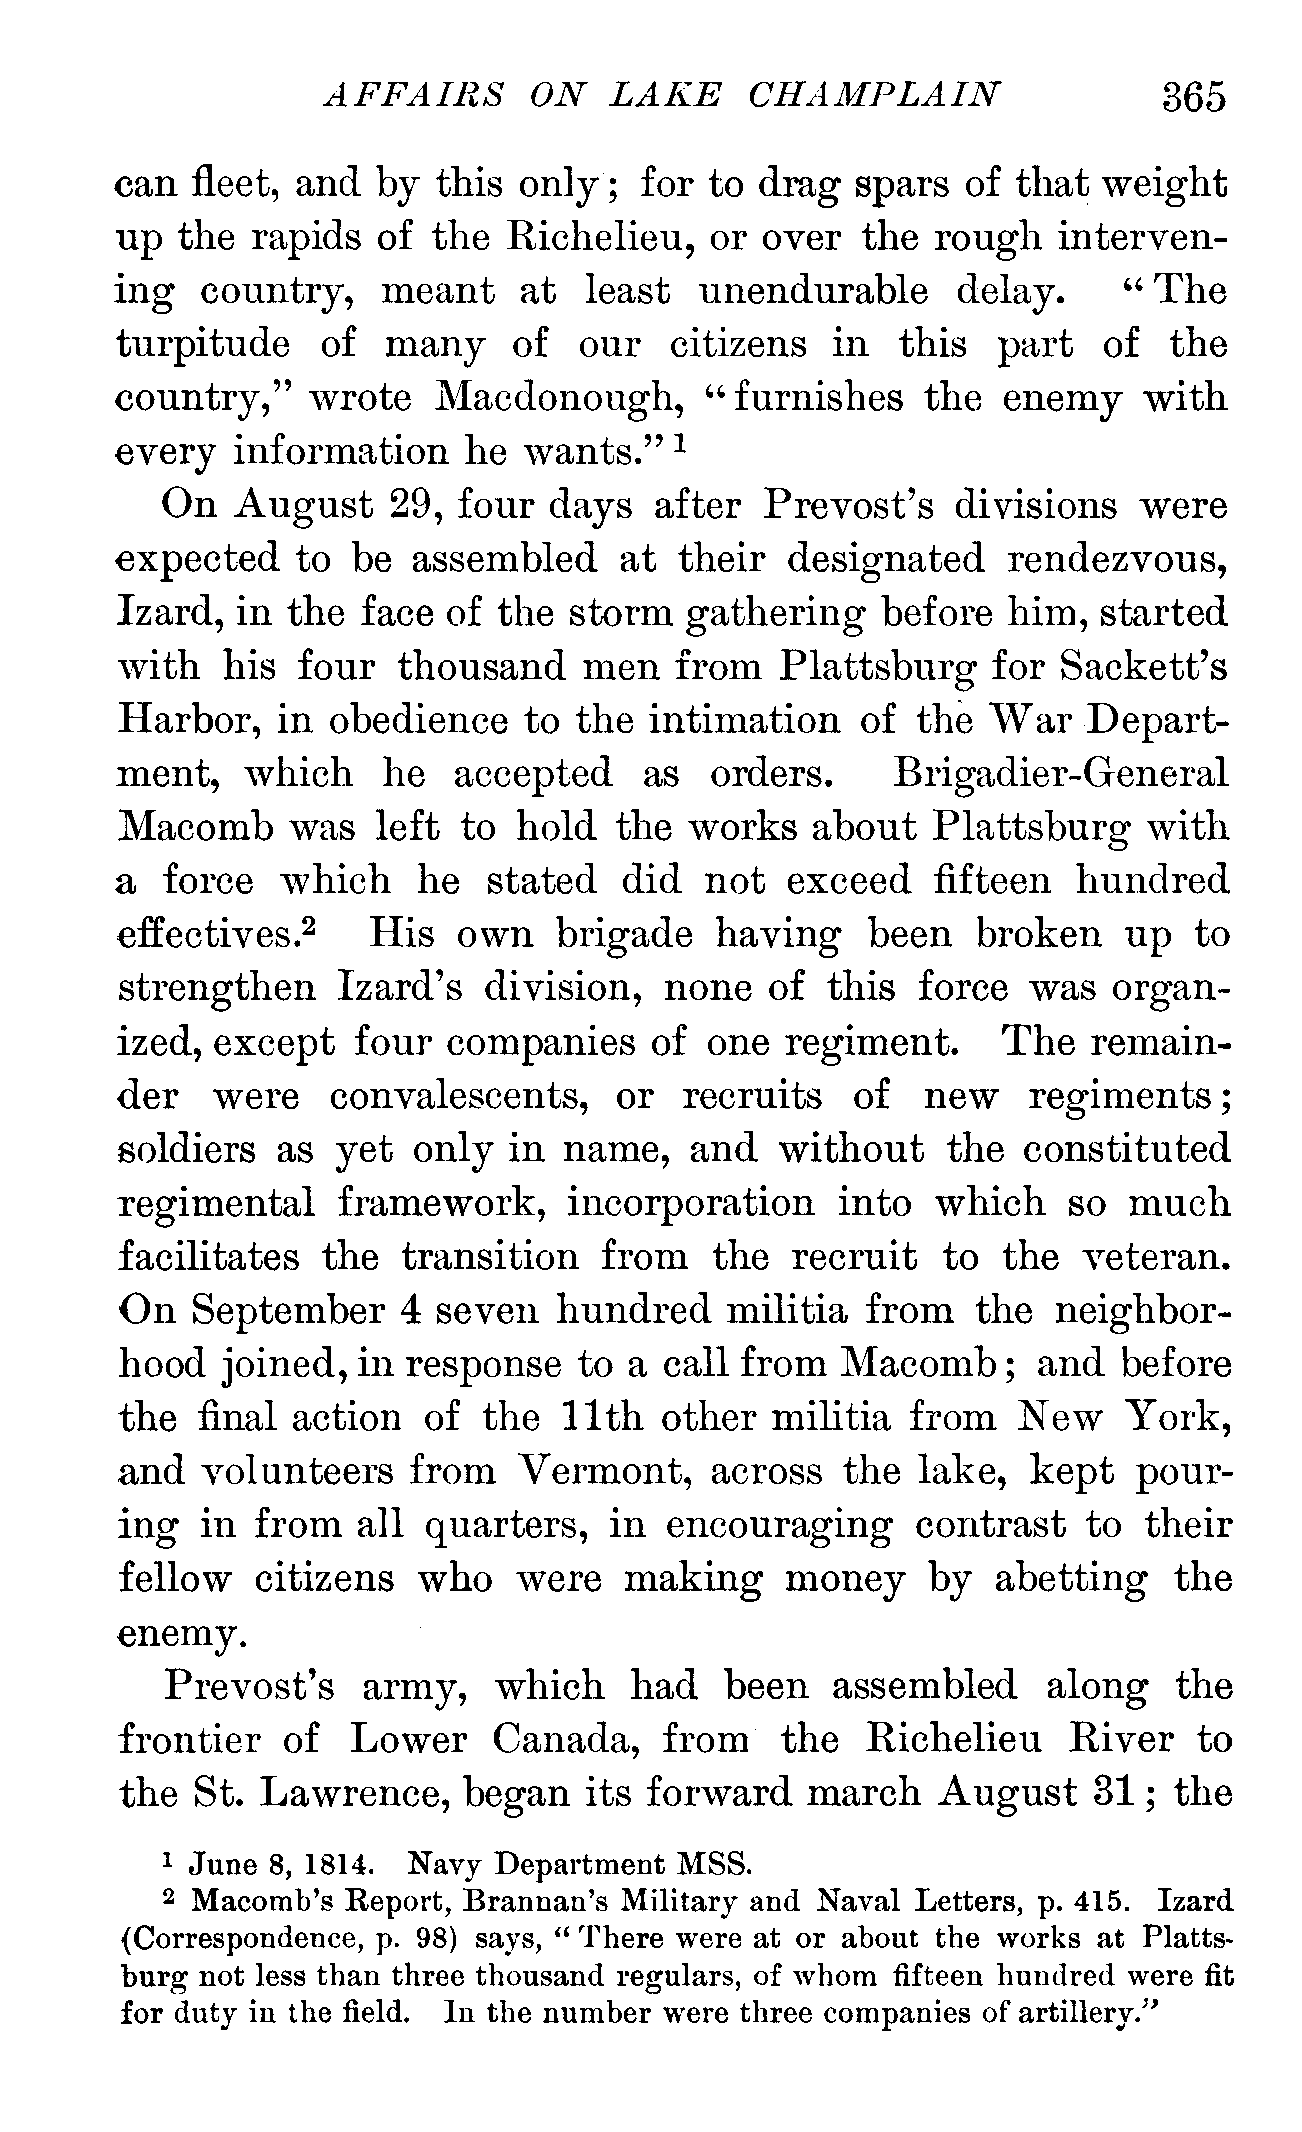 AFFAIRS ON LAKE CHAMPLAIN 365
can fleet, and by this only; for to drag spars of that weight
up the rapids of the Richelieu, or over the rough interven-
ing country, meant at least unendurable delay. “The
turpitude of many of our citizens in this part of the
country,” wrote Macdonough, “furnishes the enemy with
every information he wants.” 1
On August 29, four days after Prevost’s divisions were
expected to be assembled at their designated rendezvous,
Izard, in the face of the storm gathering before him, started
with his four thousand men from Plattsburg for Sackett’s
Harbor, in obedience to the intimation of the War Depart-
ment, which he accepted as orders. Brigadier-General
Macomb was left to hold the works about Plattsburg with
a force which he stated did not exceed fifteen hundred
effectives.2 His own brigade having been broken up to
strengthen Izard’s division, none of this force was organ-
ized, except four companies of one regiment. The remain-
der were convalescents, or recruits of new regiments;
soldiers as yet only in name, and without the constituted
regimental framework, incorporation into which so much
facilitates the transition from the recruit to the veteran.
On September 4 seven hundred militia from the neighbor-
hood joined, in response to a call from Macomb; and before
the final action of the 11th other militia from New York,
and volunteers from Vermont, across the lake, kept pour-
ing in from all quarters, in encouraging contrast to their
fellow citizens who were making money by abetting the
enemy.
Prevost’s army, which had been assembled along the
frontier of Lower Canada, from the Richelieu River to
the St. Lawrence, began its forward march August 31; the
1 June 8, 1814. Navy Department MSS.
2 Macomb’s Report, Brannan’s Military and Naval Letters, p. 415. Izard
(Correspondence, p. 98) says, “There were at or about the works at Platts-
burg not less than three thousand regulars, of whom fifteen hundred were fit
for duty in the field. In the number were three companies of artillery.”